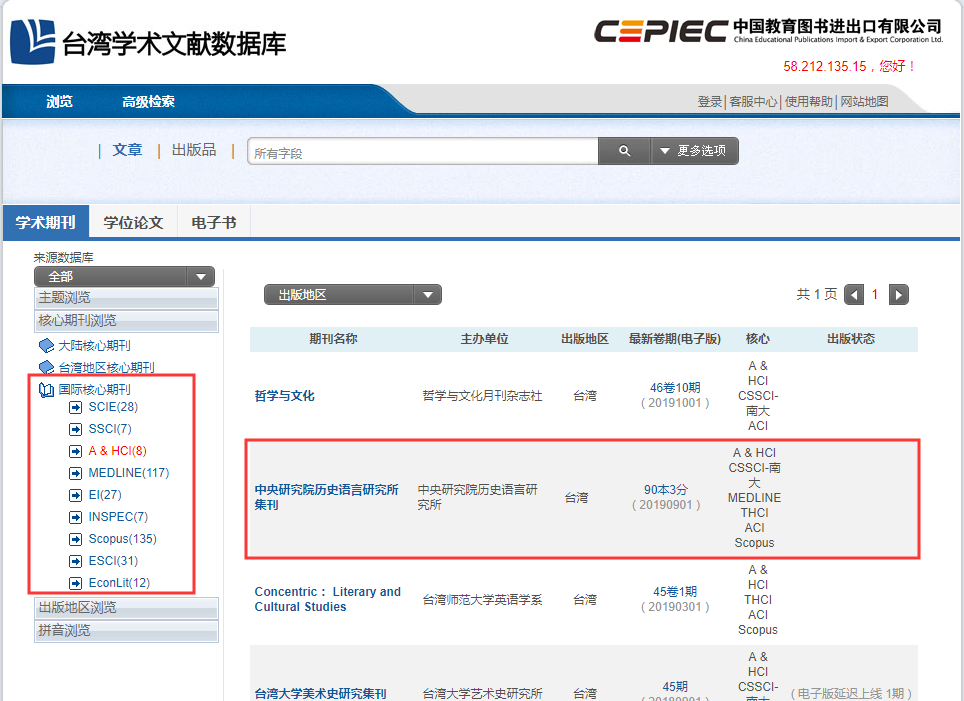 台湾学术文献数据库
CEPIEC 中国教育图书进出口有限公司
China Educational Publications Import & Export Corporation Ltd.
58.212.135.15，您好！
浏览 高级检索
登录 | 客服中心 | 使用帮助 | 网站地图
| 文章 | 出版品 |
所有字段
更多选项
学术期刊 学位论文 电子书
来源数据库
全部
主题浏览
核心期刊浏览
大陆核心期刊
台湾地区核心期刊
国际核心期刊
SCIE(28)
SSCI(7)
A & HCI(8)
MEDLINE(117)
EI(27)
INSPEC(7)
Scopus(135)
ESCI(31)
EconLit(12)
出版地区浏览
拼音浏览
出版地区
共 1 页 1
期刊名称 主办单位 出版地区 最新卷期(电子版) 核心 出版状态
哲学与文化 哲学与文化月刊杂志社 台湾
46卷10期
( 20191001 )
A &
HCI
CSSCI-
南大
ACI
中央研究院历史语言研究所
集刊
中央研究院历史语言研
究所
台湾
90本3分
( 20190901 )
A & HCI
CSSCI-南
大
MEDLINE
THCI
ACI
Scopus
Concentric： Literary and
Cultural Studies
台湾师范大学英语学系
台湾
45卷1期
( 20190301 )
A &
HCI
THCI
ACI
Scopus
台湾大学美术史研究集刊 台湾大学艺术史研究所 台湾
45期
A &
HCI
CSSCI-
( 电子版延迟上线 1期 )